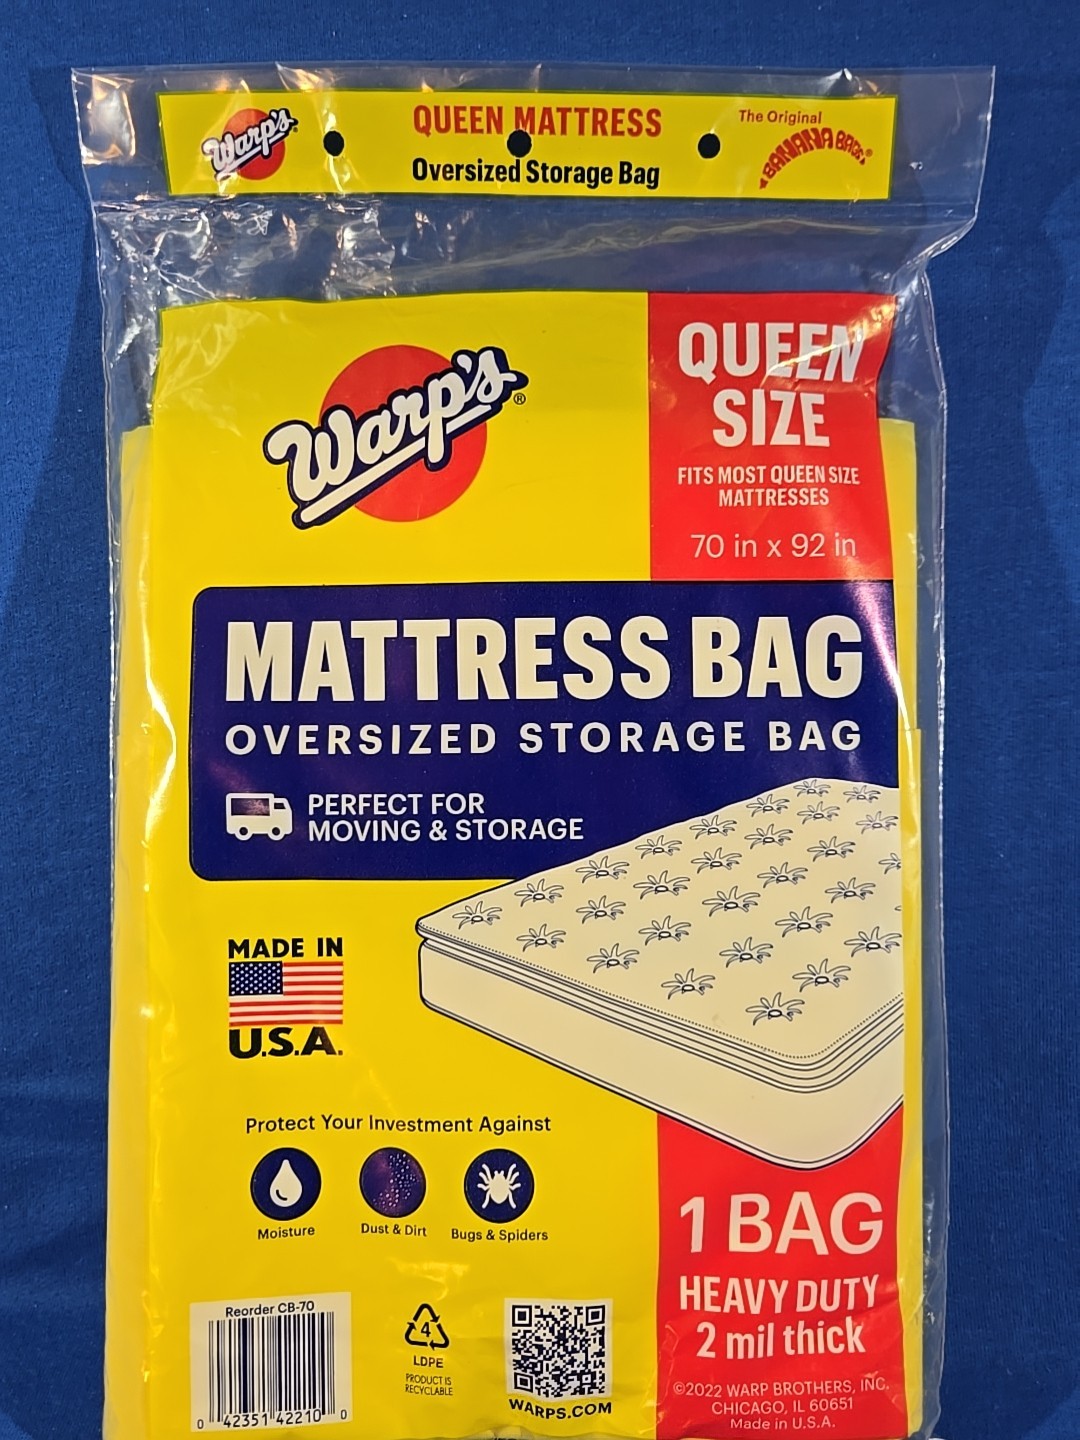 Warp's
QUEEN MATTRESS
Oversized Storage Bag
The Original
BANANA BAGS®
Warp's®
QUEEN
SIZE
FITS MOST QUEEN SIZE
MATTRESSES
70 in x 92 in
MATTRESS BAG
OVERSIZED STORAGE BAG
PERFECT FOR
MOVING & STORAGE
MADE IN
U.S.A.
Protect Your Investment Against
Moisture
Dust & Dirt
Bugs & Spiders
1 BAG
HEAVY DUTY
2 mil thick
Reorder CB-70
0 42351 42210 0
4
LDPE
PRODUCT IS
RECYCLABLE
WARPS.COM
©2022 WARP BROTHERS, INC.
CHICAGO, IL 60651
Made in U.S.A.